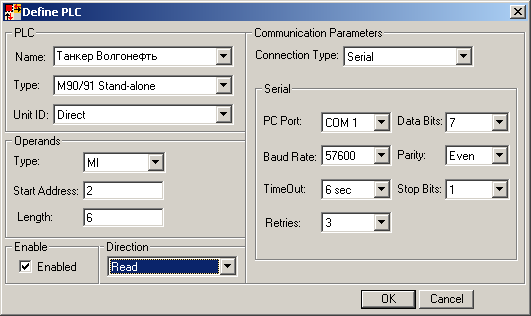 Define PLC
PLC
Name: Танкер Волгонефть
Type: M90/91 Stand-alone
Unit ID: Direct
Operands
Type: MI
Start Address: 2
Length: 6
Enable
Enabled
Direction
Read
Communication Parameters
Connection Type: Serial
Serial
PC Port: COM 1 Data Bits: 7
Baud Rate: 57600 Parity: Even
TimeOut: 6 sec Stop Bits: 1
Retries: 3
OK Cancel